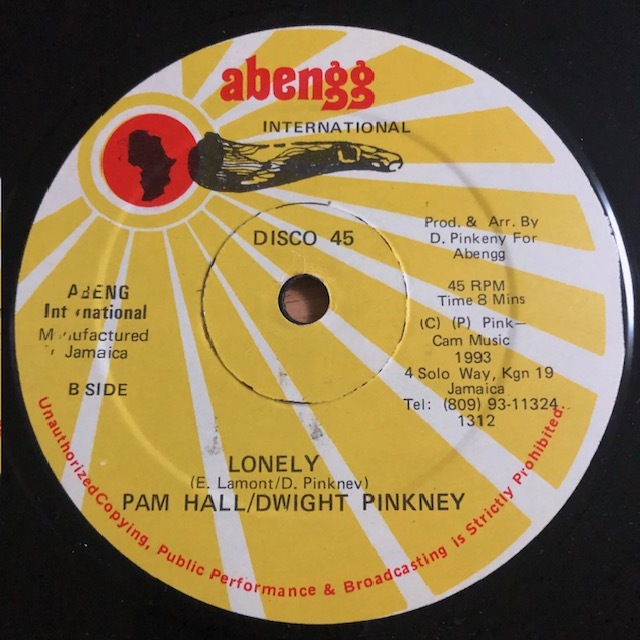 abengg
INTERNATIONAL
DISCO 45
Prod. & Arr. By
D. Pinkeny For
Abengg
45 RPM
Time 8 Mins
(C) (P) Pink-
Cam Music
1993
4 Solo Way, Kgn 19
Jamaica
Tel: (809) 93-11324
1312
ABENG
International
Manufactured
Jamaica
B SIDE
LONELY
(E. Lamont/D. Pinknev)
PAM HALL/DWIGHT PINKNEY
Unauthorized Copying, Public Performance & Broadcasting is Strictly Prohibited.